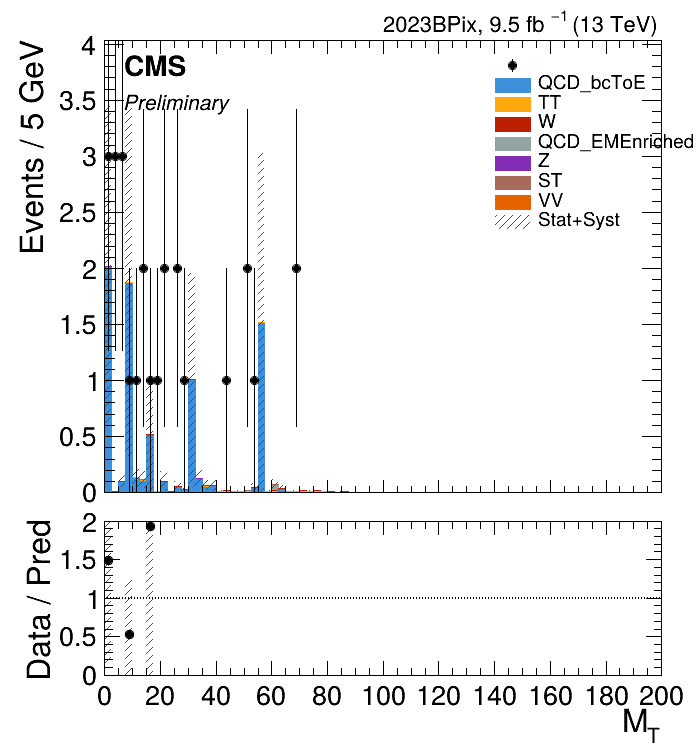 2023BPix, 9.5 fb⁻¹ (13 TeV)
CMS
Preliminary
Events / 5 GeV
4
3.5
3
2.5
2
1.5
1
0.5
0
QCD_bcToE
TT
W
QCD_EMEnriched
Z
ST
VV
Stat+Syst
Data / Pred
2
1.5
1
0.5
0
0 20 40 60 80 100 120 140 160 180 200
M_T